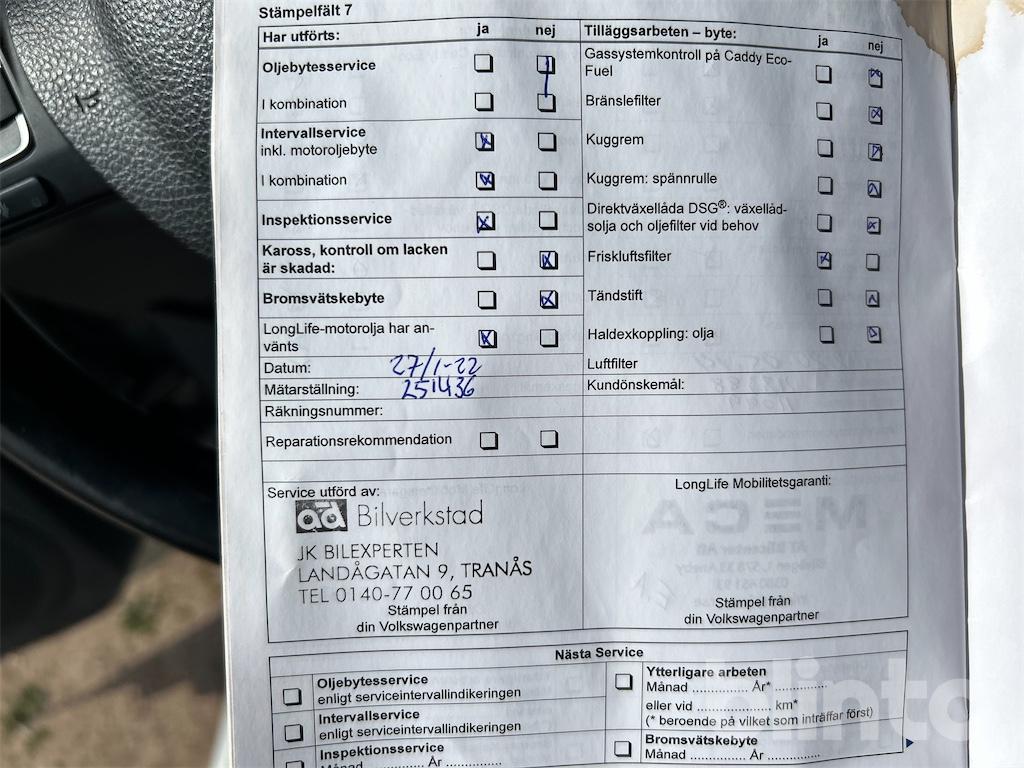 Stämpelfält 7
Har utförts: ja nej
Oljebytesservice
I kombination
Intervallservice
inkl. motoroljebyte
I kombination
Inspektionsservice
Kaross, kontroll om lacken
är skadad:
Bromsvätskebyte
LongLife-motorolja har an-
vänts
Datum: 27/1-22
Mätarställning: 251436
Räkningsnummer:
Reparationsrekommendation
Tilläggsarbeten – byte: ja nej
Gassystemkontroll på Caddy Eco-
Fuel
Bränslefilter
Kuggrem
Kuggrem: spännrulle
Direktväxellåda DSG®: växellåd-
solja och oljefilter vid behov
Friskluftsfilter
Tändstift
Haldexkoppling: olja
Luftfilter
Kundönskemål:
Service utförd av:
ad Bilverkstad
JK BILEXPERTEN
LANDÅGATAN 9, TRANÅS
TEL 0140-77 00 65
Stämpel från
din Volkswagenpartner
LongLife Mobilitetsgaranti:
MECA
Stämpel från
din Volkswagenpartner
Nästa Service
Oljebytesservice
enligt serviceintervallindikeringen
Intervallservice
enligt serviceintervallindikeringen
Inspektionsservice
Månad .............. År ..............
Ytterligare arbeten
Månad .............. År* ..............
eller vid .................. km*
(* beroende på vilket som inträffar först)
Bromsvätskebyte
Månad .............. År ..............